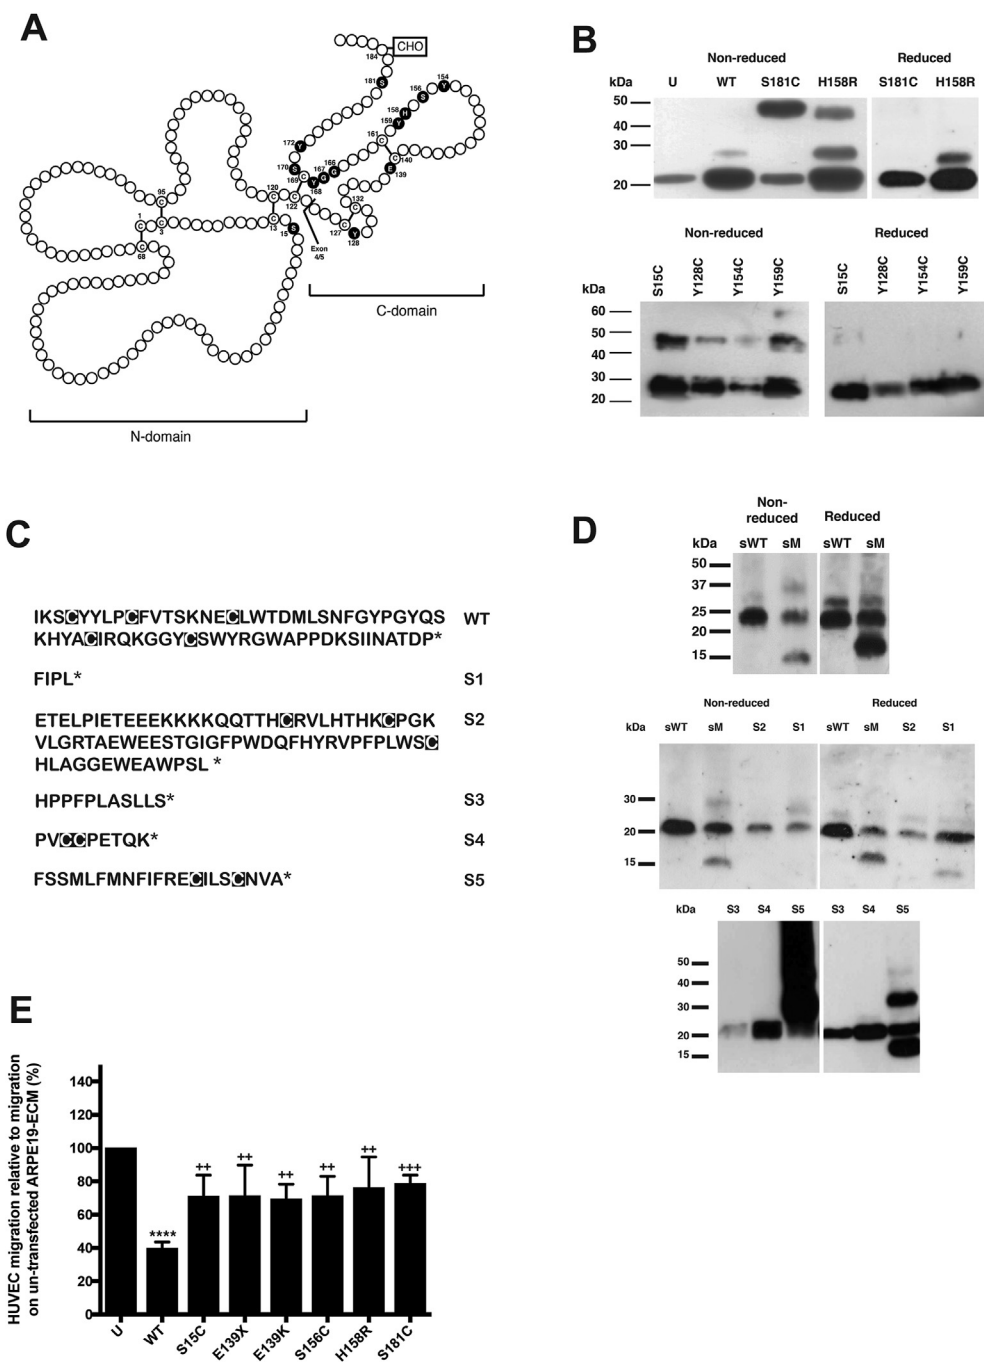 A
CHO
184
181
S
154
156
Y
S
158
H
159
Y
161
C
172
Y
170
S
169
C
167
166
Y
G
G
168
140
C
E
139
95
C
1
C
C
3
C
68
120
C
122
C
C
13
15
S
132
C
C
127
Y
128
Exon
4/5
C-domain
N-domain
B
Non-reduced
Reduced
kDa
U
WT
S181C
H158R
S181C
H158R
50
40
30
20
Non-reduced
Reduced
kDa
S15C
Y128C
Y154C
Y159C
S15C
Y128C
Y154C
Y159C
60
50
40
30
20
C
IKSCYYLPCFVTSKNECLWTDMLSNFGYPGYQS WT
KHYACIRQKGGYCSWYRGWAPPDKSIINATDP*
FIPL* S1
ETELPIETEEEKKKKQQTTHCRVLHTHKCPGK S2
VLGRTAEWEESTGIGFPWDQFHYRVPFPLWSC
HLAGGEWEAWPSL *
HPPFPLASLLS* S3
PVCCPETQK* S4
FSSMLFMNFIFRECILSCNVA* S5
D
Non-
reduced
Reduced
kDa
sWT
sM
sWT
sM
50
37
25
20
15
Non-reduced
Reduced
kDa
sWT
sM
S2
S1
sWT
sM
S2
S1
30
20
15
kDa
S3
S4
S5
S3
S4
S5
50
40
30
20
15
E
HUVEC migration relative to migration
on un-transfected ARPE19-ECM (%)
140
120
100
80
60
40
20
0
****
++
++
++
++
++
+++
U
WT
S15C
E139X
E139K
S156C
H158R
S181C